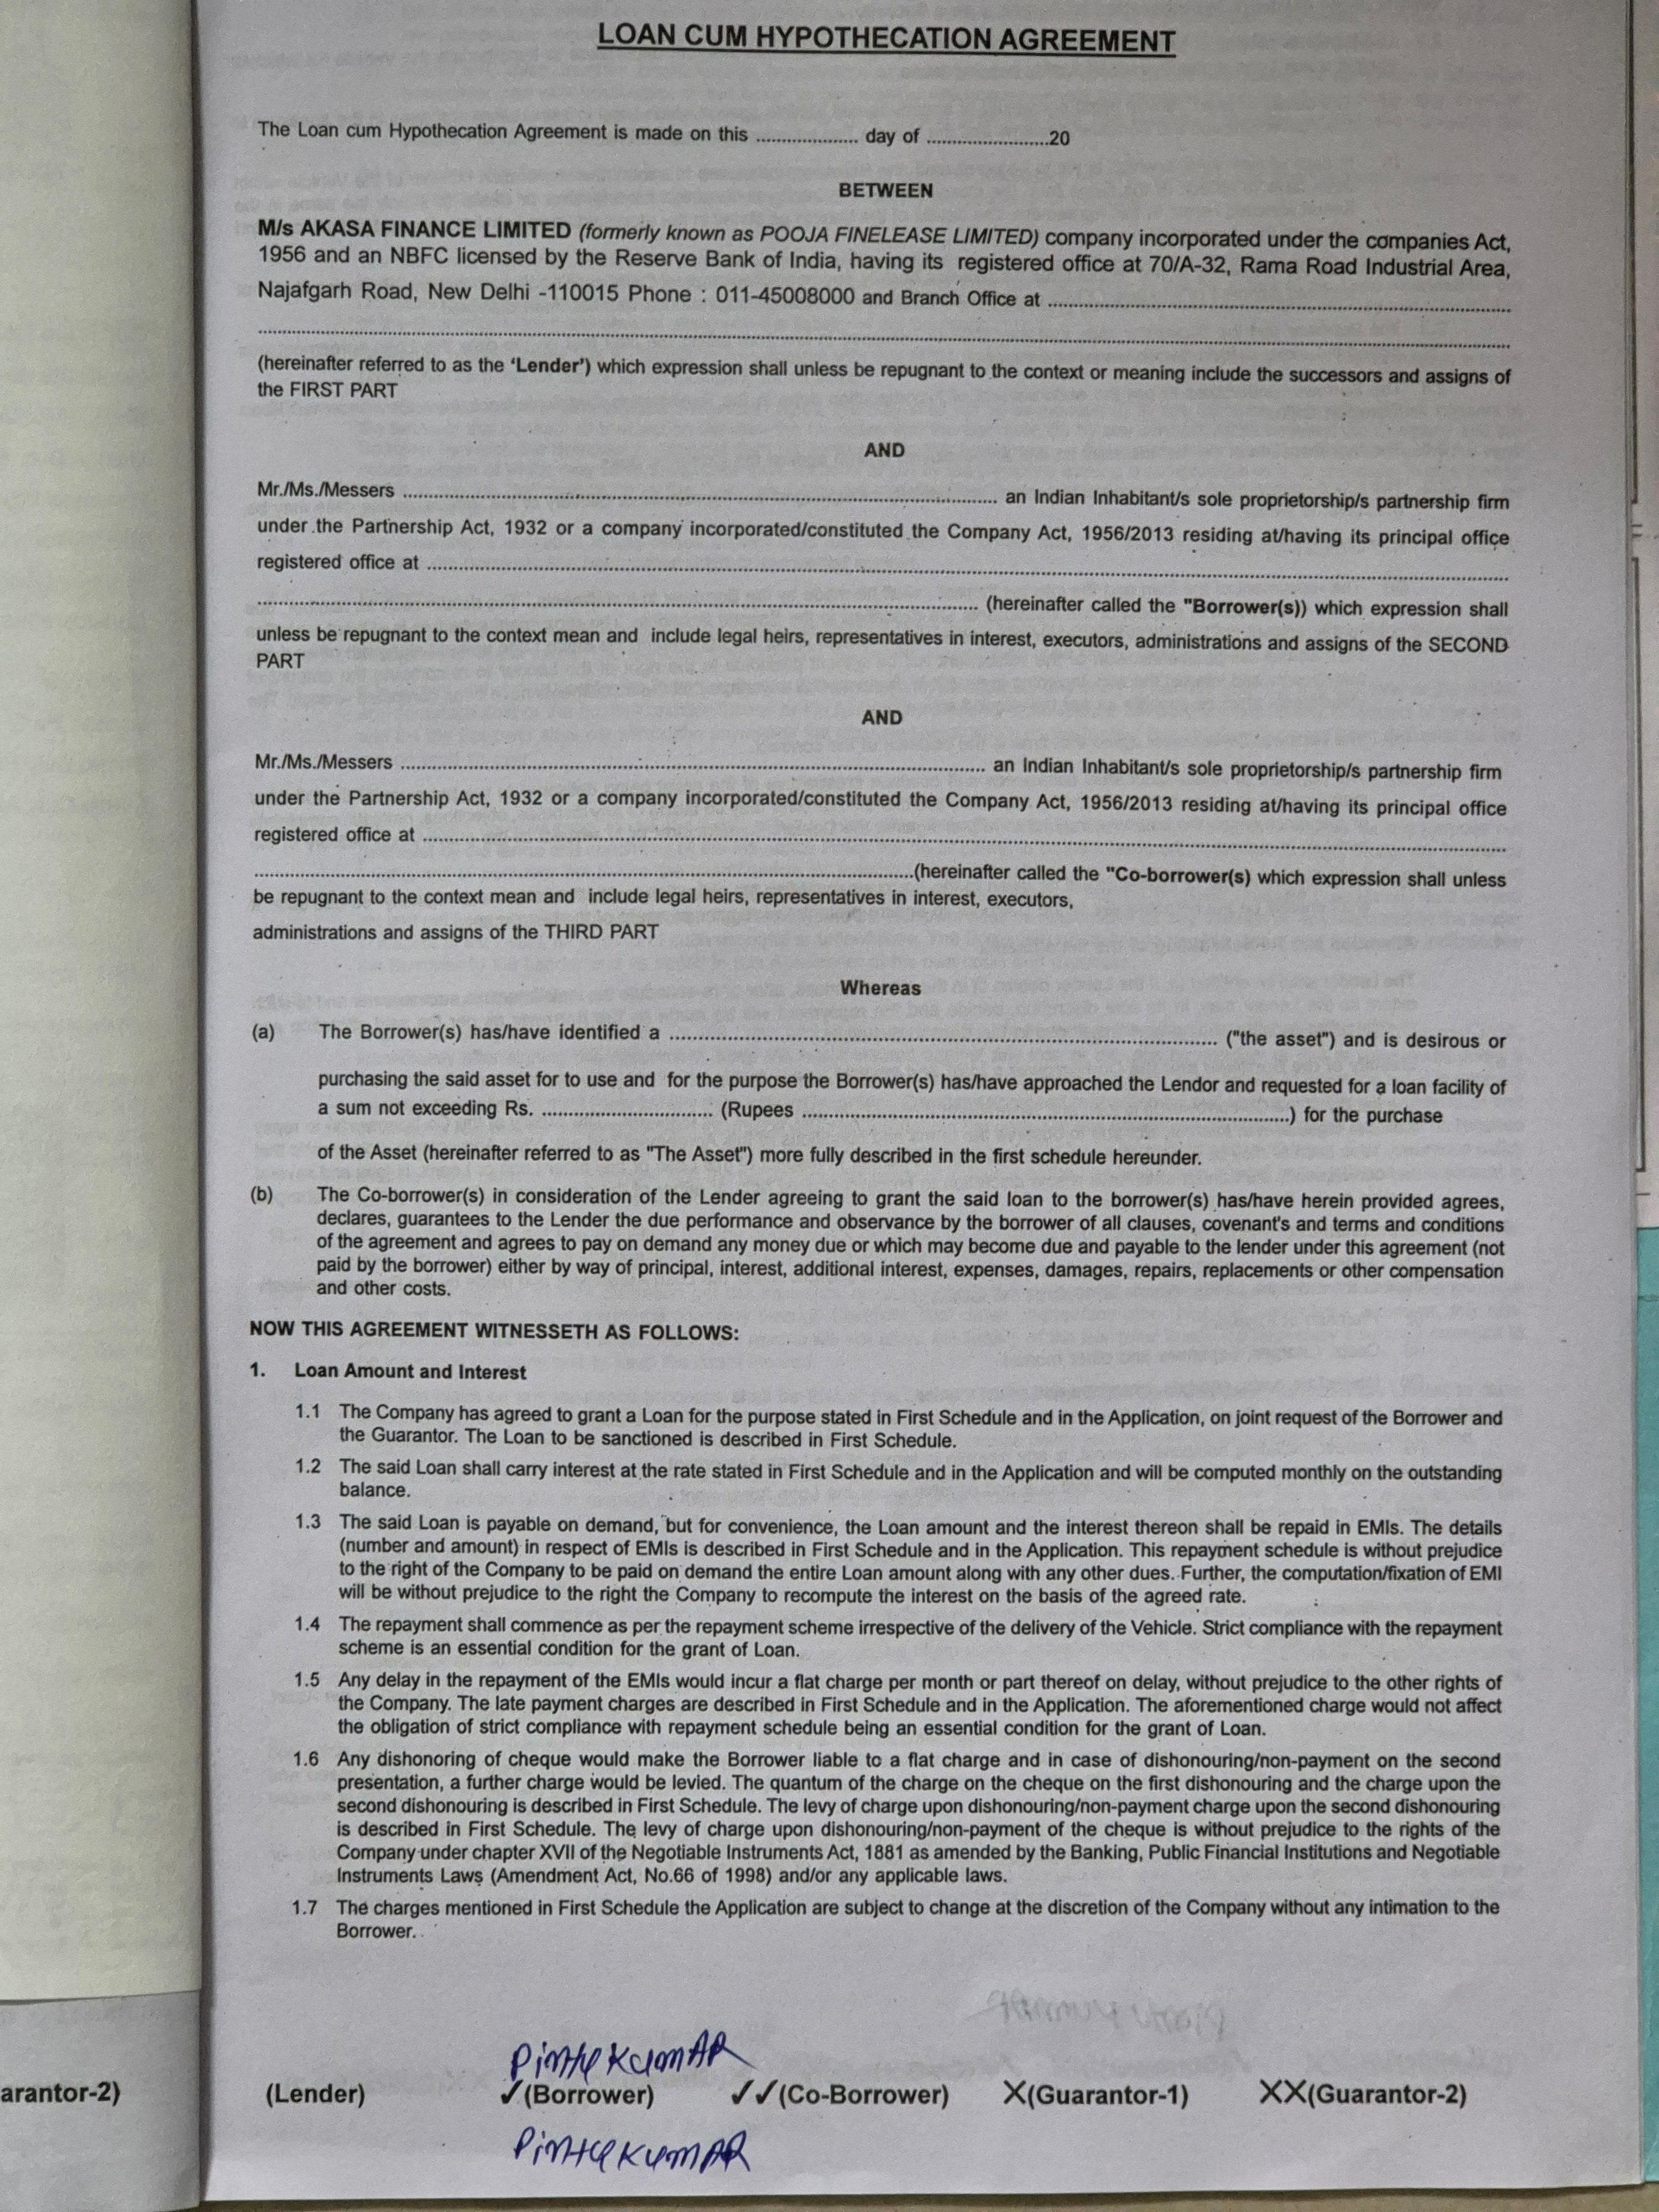 LOAN CUM HYPOTHECATION AGREEMENT
The Loan cum Hypothecation Agreement is made on this .................... day of ........................20
BETWEEN
M/s AKASA FINANCE LIMITED (formerly known as POOJA FINELEASE LIMITED) company incorporated under the companies Act,
1956 and an NBFC licensed by the Reserve Bank of India, having its registered office at 70/A-32, Rama Road Industrial Area,
Najafgarh Road, New Delhi -110015 Phone : 011-45008000 and Branch Office at ....................
....................
(hereinafter referred to as the 'Lender') which expression shall unless be repugnant to the context or meaning include the successors and assigns of
the FIRST PART
AND
Mr./Ms./Messers .................... an Indian Inhabitant/s sole proprietorship/s partnership firm
under the Partnership Act, 1932 or a company incorporated/constituted the Company Act, 1956/2013 residing at/having its principal office
registered office at ....................
.................... (hereinafter called the "Borrower(s)) which expression shall
unless be repugnant to the context mean and include legal heirs, representatives in interest, executors, administrations and assigns of the SECOND
PART
AND
Mr./Ms./Messers .................... an Indian Inhabitant/s sole proprietorship/s partnership firm
under the Partnership Act, 1932 or a company incorporated/constituted the Company Act, 1956/2013 residing at/having its principal office
registered office at ....................
....................(hereinafter called the "Co-borrower(s) which expression shall unless
be repugnant to the context mean and include legal heirs, representatives in interest, executors,
administrations and assigns of the THIRD PART
Whereas
(a) The Borrower(s) has/have identified a .................... ("the asset") and is desirous or
purchasing the said asset for to use and for the purpose the Borrower(s) has/have approached the Lendor and requested for a loan facility of
a sum not exceeding Rs. .................... (Rupees ....................) for the purchase
of the Asset (hereinafter referred to as "The Asset") more fully described in the first schedule hereunder.
(b) The Co-borrower(s) in consideration of the Lender agreeing to grant the said loan to the borrower(s) has/have herein provided agrees,
declares, guarantees to the Lender the due performance and observance by the borrower of all clauses, covenant's and terms and conditions
of the agreement and agrees to pay on demand any money due or which may become due and payable to the lender under this agreement (not
paid by the borrower) either by way of principal, interest, additional interest, expenses, damages, repairs, replacements or other compensation
and other costs.
NOW THIS AGREEMENT WITNESSETH AS FOLLOWS:
1. Loan Amount and Interest
1.1 The Company has agreed to grant a Loan for the purpose stated in First Schedule and in the Application, on joint request of the Borrower and
the Guarantor. The Loan to be sanctioned is described in First Schedule.
1.2 The said Loan shall carry interest at the rate stated in First Schedule and in the Application and will be computed monthly on the outstanding
balance.
1.3 The said Loan is payable on demand, but for convenience, the Loan amount and the interest thereon shall be repaid in EMIs. The details
(number and amount) in respect of EMIs is described in First Schedule and in the Application. This repayment schedule is without prejudice
to the right of the Company to be paid on demand the entire Loan amount along with any other dues. Further, the computation/fixation of EMI
will be without prejudice to the right the Company to recompute the interest on the basis of the agreed rate.
1.4 The repayment shall commence as per the repayment scheme irrespective of the delivery of the Vehicle. Strict compliance with the repayment
scheme is an essential condition for the grant of Loan.
1.5 Any delay in the repayment of the EMIs would incur a flat charge per month or part thereof on delay, without prejudice to the other rights of
the Company. The late payment charges are described in First Schedule and in the Application. The aforementioned charge would not affect
the obligation of strict compliance with repayment schedule being an essential condition for the grant of Loan.
1.6 Any dishonoring of cheque would make the Borrower liable to a flat charge and in case of dishonouring/non-payment on the second
presentation, a further charge would be levied. The quantum of the charge on the cheque on the first dishonouring and the charge upon the
second dishonouring is described in First Schedule. The levy of charge upon dishonouring/non-payment charge upon the second dishonouring
is described in First Schedule. The levy of charge upon dishonouring/non-payment of the cheque is without prejudice to the rights of the
Company under chapter XVII of the Negotiable Instruments Act, 1881 as amended by the Banking, Public Financial Institutions and Negotiable
Instruments Laws (Amendment Act, No.66 of 1998) and/or any applicable laws.
1.7 The charges mentioned in First Schedule the Application are subject to change at the discretion of the Company without any intimation to the
Borrower.
Pintu KumAR
arantor-2) (Lender) ✓(Borrower) ✓✓(Co-Borrower) X(Guarantor-1) XX(Guarantor-2)
Pintu KumAR